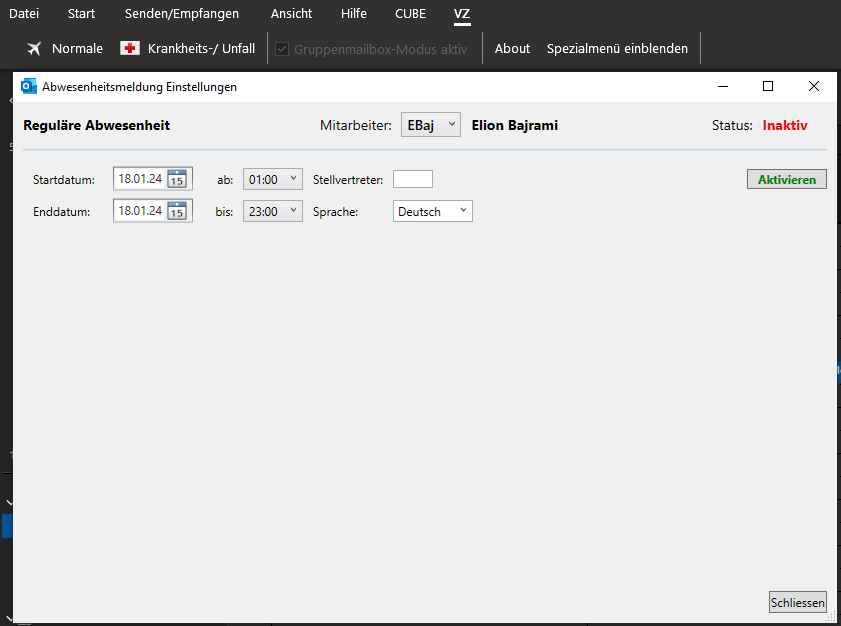 Datei Start Senden/Empfangen Ansicht Hilfe CUBE VZ
Normale Krankheits-/ Unfall Gruppenmailbox-Modus aktiv About Spezialmenü einblenden
Abwesenheitsmeldung Einstellungen
Reguläre Abwesenheit Mitarbeiter: EBaj Elion Bajrami Status: Inaktiv
Startdatum: 18.01.24 15 ab: 01:00 Stellvertreter: Aktivieren
Enddatum: 18.01.24 15 bis: 23:00 Sprache: Deutsch
Schliessen